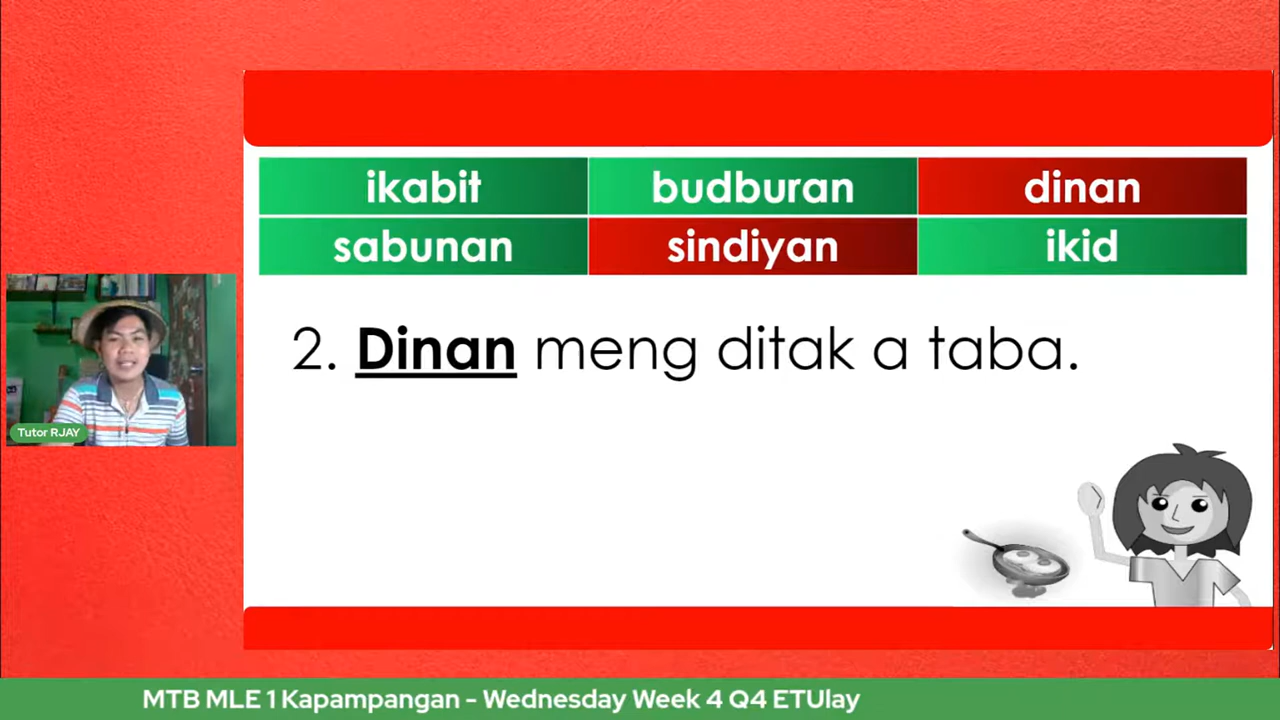 ikabit budburan dinan
sabunan sindiyan ikid
2. Dinan meng ditak a taba.
Tutor RJAY
MTB MLE 1 Kapampangan - Wednesday Week 4 Q4 ETUlay